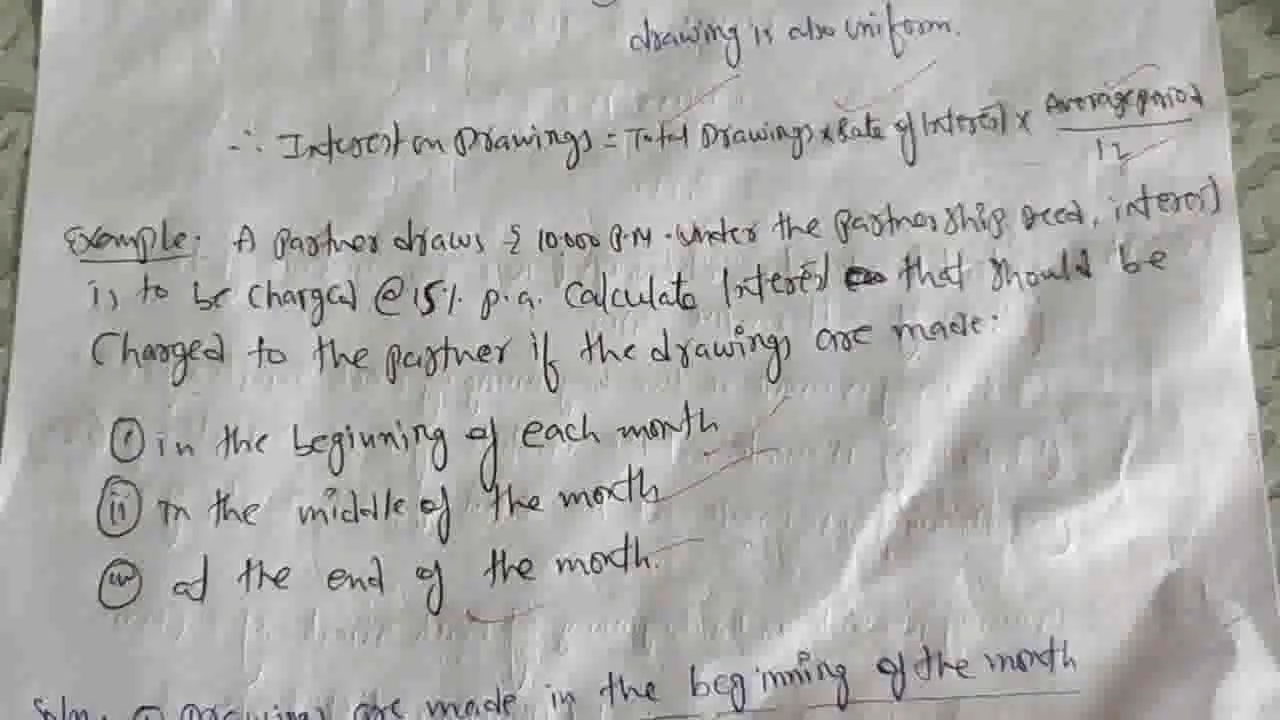 drawing is also uniform.
∴ Interest on Drawings = Total Drawings x Rate of Interest x Average period / 12
Example: A partner draws ₹ 10,000 P.M. Under the partnership Deed, interest
is to be charged @ 15% p.a. Calculate Interest that should be
Charged to the partner if the drawings are made:
(i) in the beginning of each month
(ii) in the middle of the month
(iii) at the end of the month.
Soln. Drawings are made in the beginning of the month